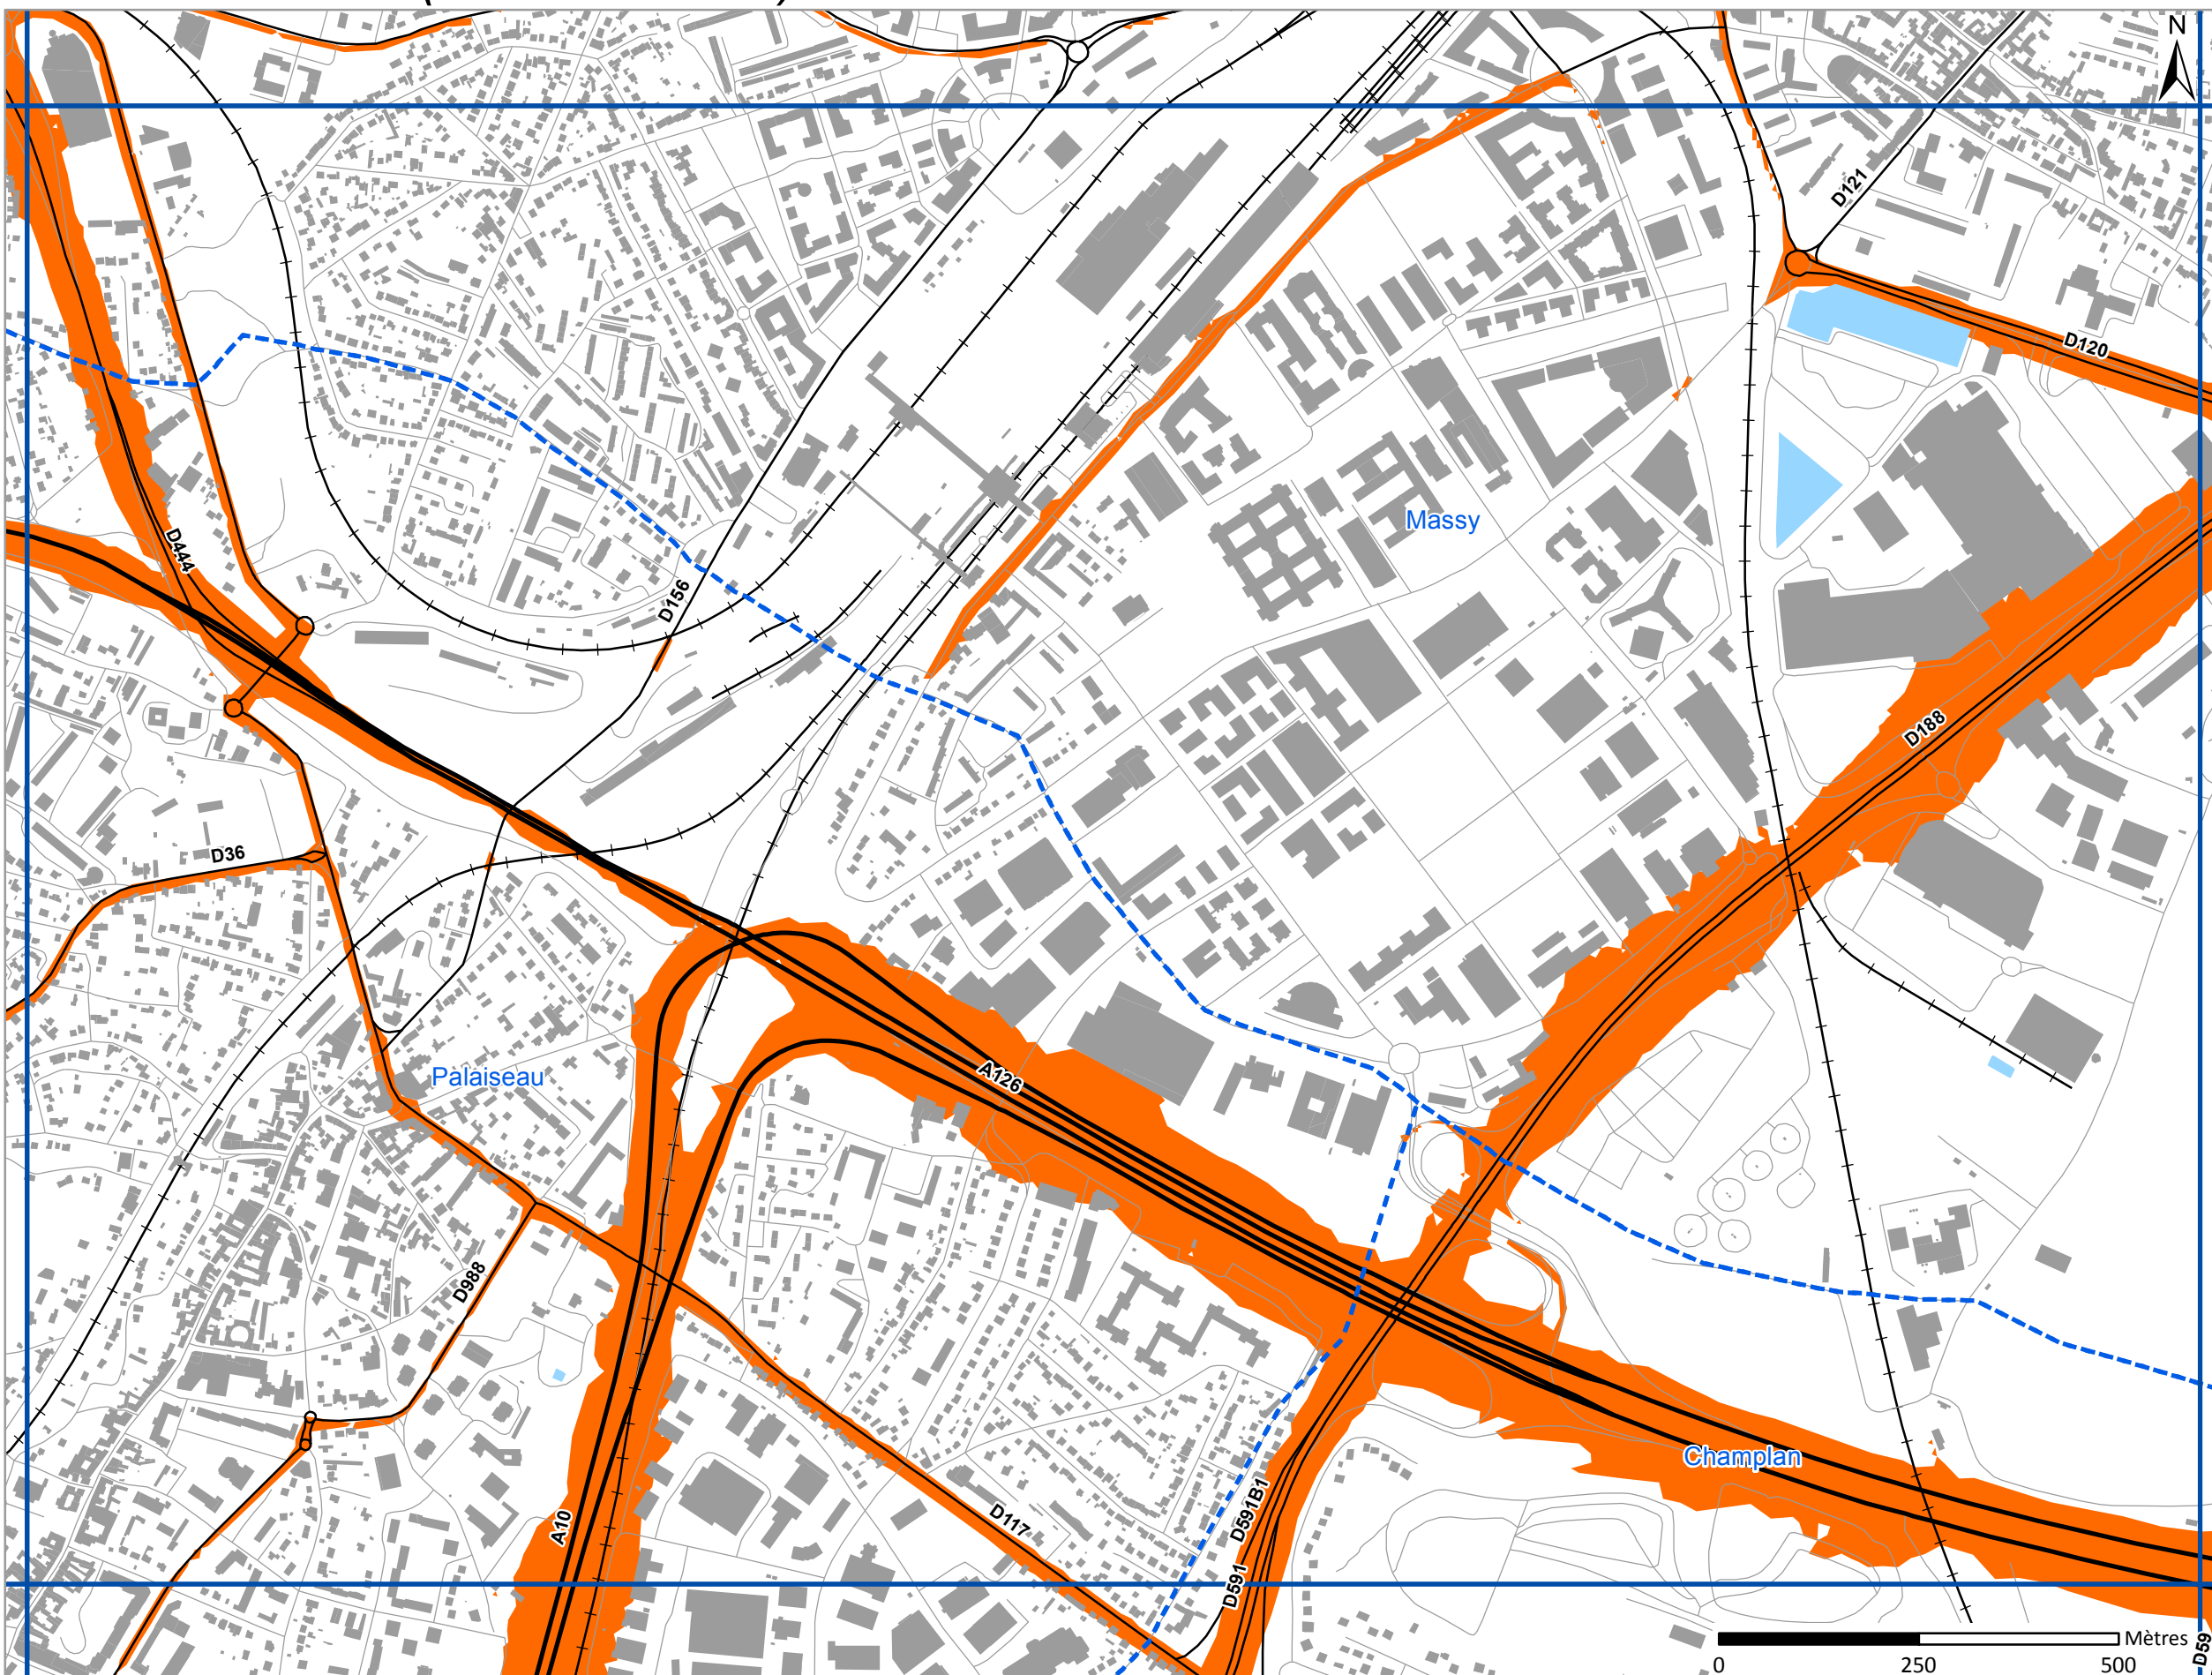 N
D121
D120
D444
Massy
D156
D188
D36
A126
Palaiseau
D988
Champlan
D591B1
A10
D117
D591
Mètres
0
250
500
D59